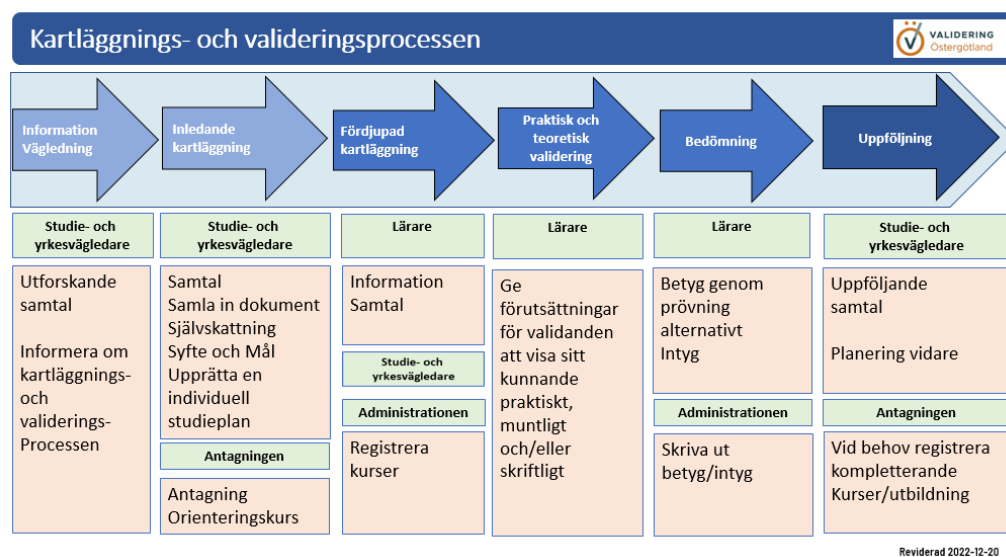 Kartläggnings- och valideringsprocessen
VALIDERING
Östergötland
Information
Vägledning
Inledande
kartläggning
Fördjupad
kartläggning
Praktisk och
teoretisk
validering
Bedömning
Uppföljning
Studie- och
yrkesvägledare
Utforskande
samtal
Informera om
kartläggnings-
och
validerings-
Processen
Studie- och
yrkesvägledare
Samtal
Samla in dokument
Självskattning
Syfte och Mål
Upprätta en
individuell
studieplan
Antagningen
Antagning
Orienteringskurs
Lärare
Information
Samtal
Studie- och
yrkesvägledare
Administrationen
Registrera
kurser
Lärare
Ge
förutsättningar
för validanden
att visa sitt
kunnande
praktiskt,
muntligt
och/eller
skriftligt
Lärare
Betyg genom
prövning
alternativt
Intyg
Administrationen
Skriva ut
betyg/intyg
Studie- och
yrkesvägledare
Uppföljande
samtal
Planering vidare
Antagningen
Vid behov registrera
kompletterande
Kurser/utbildning
Reviderad 2022-12-20